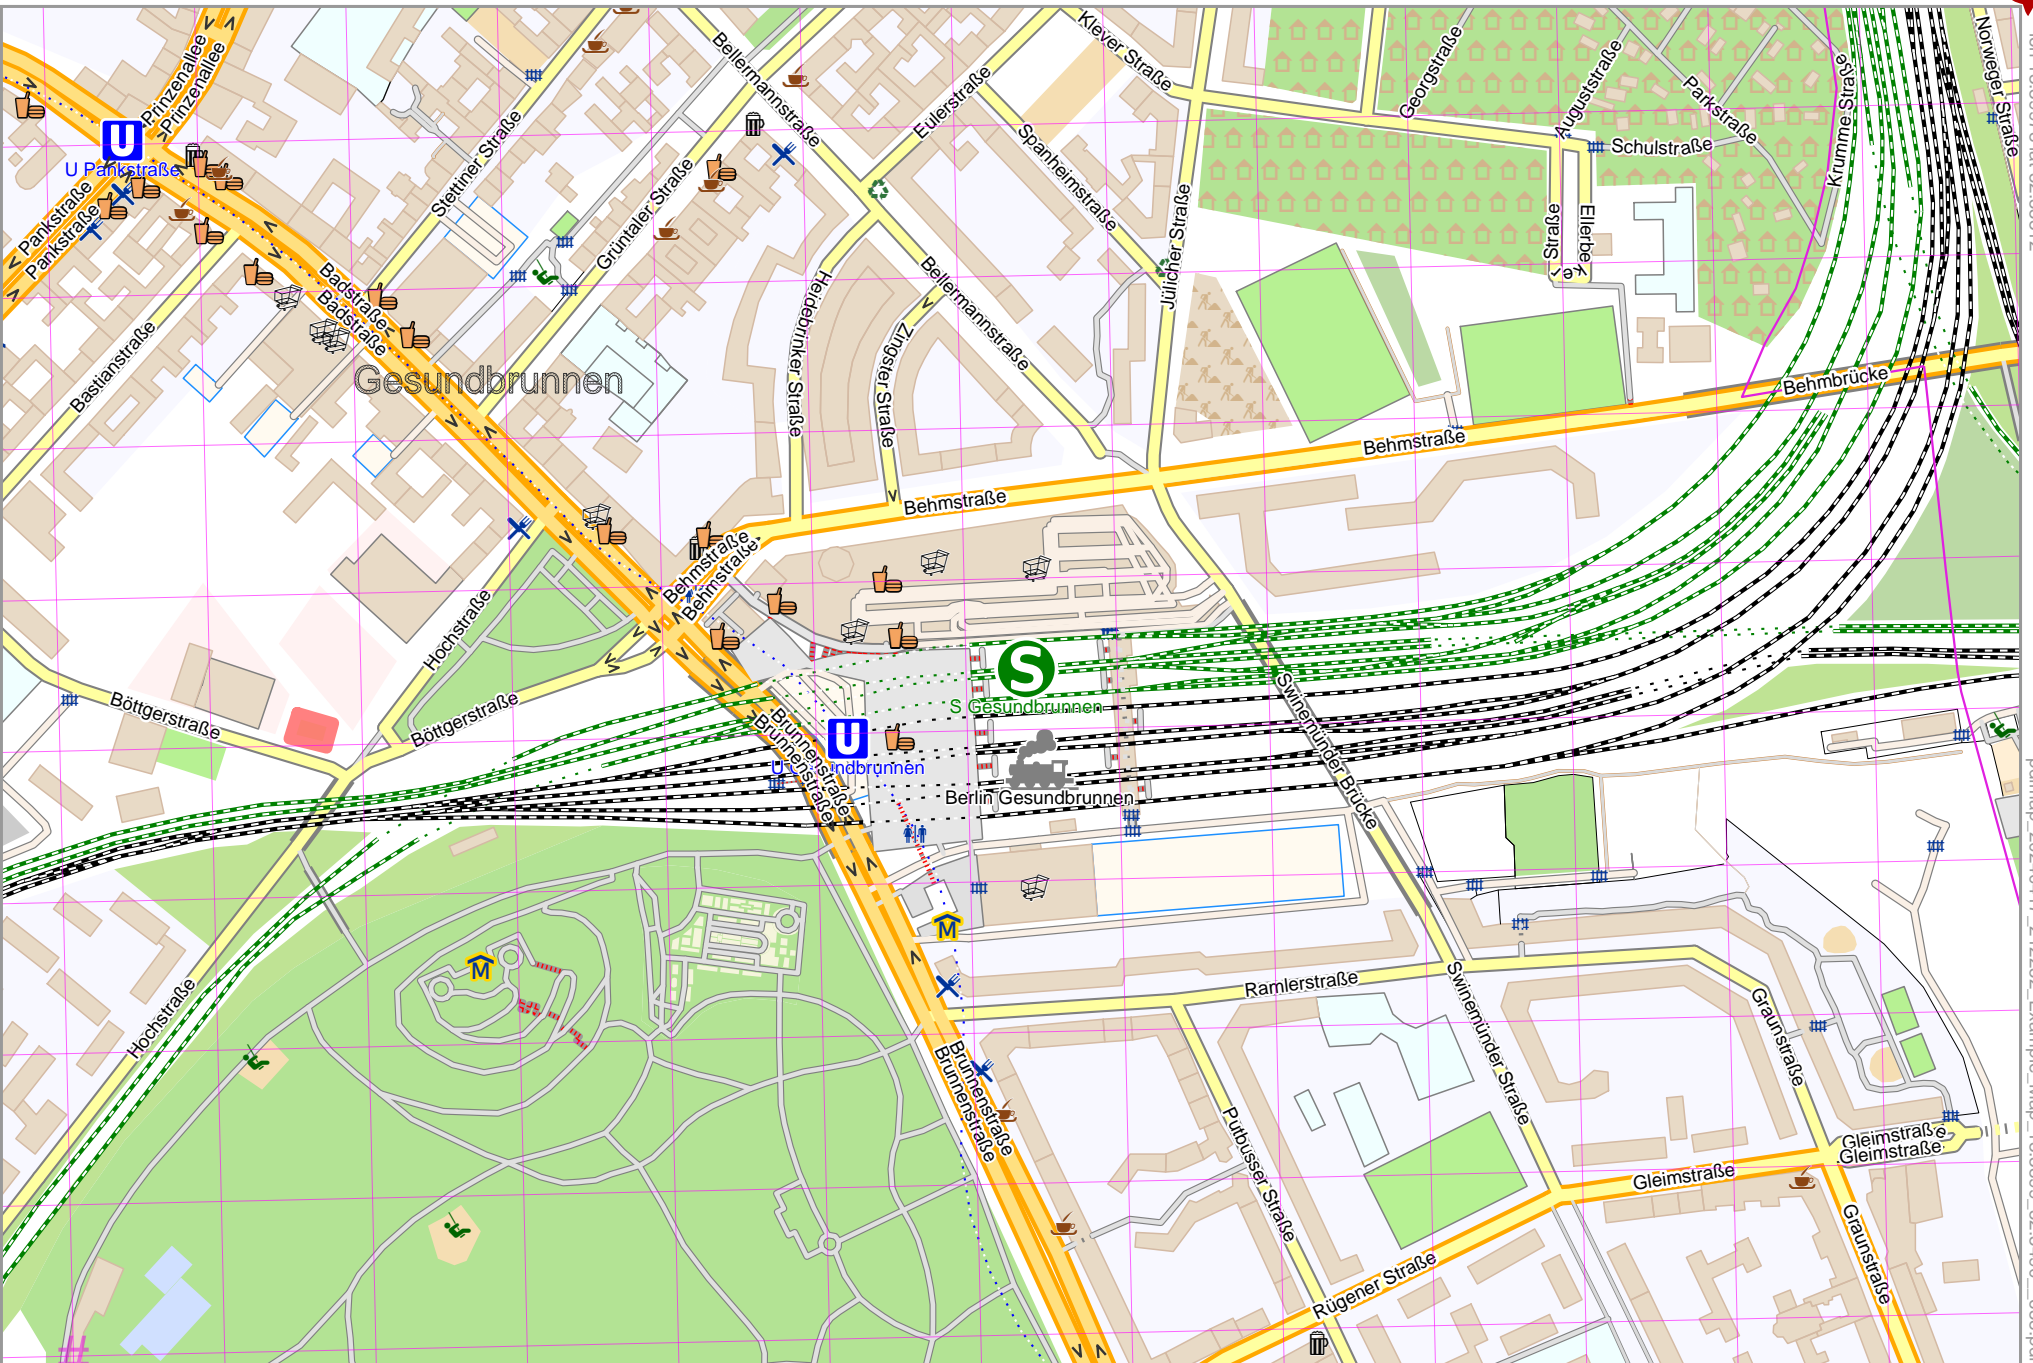 Prinzenallee
Prinzenallee
Bellermannstraße
Klever Straße
Georgstraße
Auguststraße
Parkstraße
Krumme Straße
Norweger Straße
Eulerstraße
Spanheimstraße
Schulstraße
U
U Pankstraße
Pankstraße
Pankstraße
Stettiner Straße
Grüntaler Straße
Jülicher Straße
Straße
Ellerbe
Badstraße
Badstraße
Heidebrinker Straße
Zingster Straße
Bellermannstraße
Bastianstraße
Gesundbrunnen
Behmbrücke
Behmstraße
Behmstraße
Behmstraße
Behmstraße
Hochstraße
Böttgerstraße
Böttgerstraße
S
S Gesundbrunnen
Swinemünder Brücke
Brunnenstraße
Brunnenstraße
U
Berlin Gesundbrunnen
M
M
Ramlerstraße
Swinemünder Straße
Graunstraße
Hochstraße
Brunnenstraße
Brunnenstraße
Putbusser Straße
Gleimstraße
Gleimstraße
Gleimstraße
Graunstraße
Rügener Straße